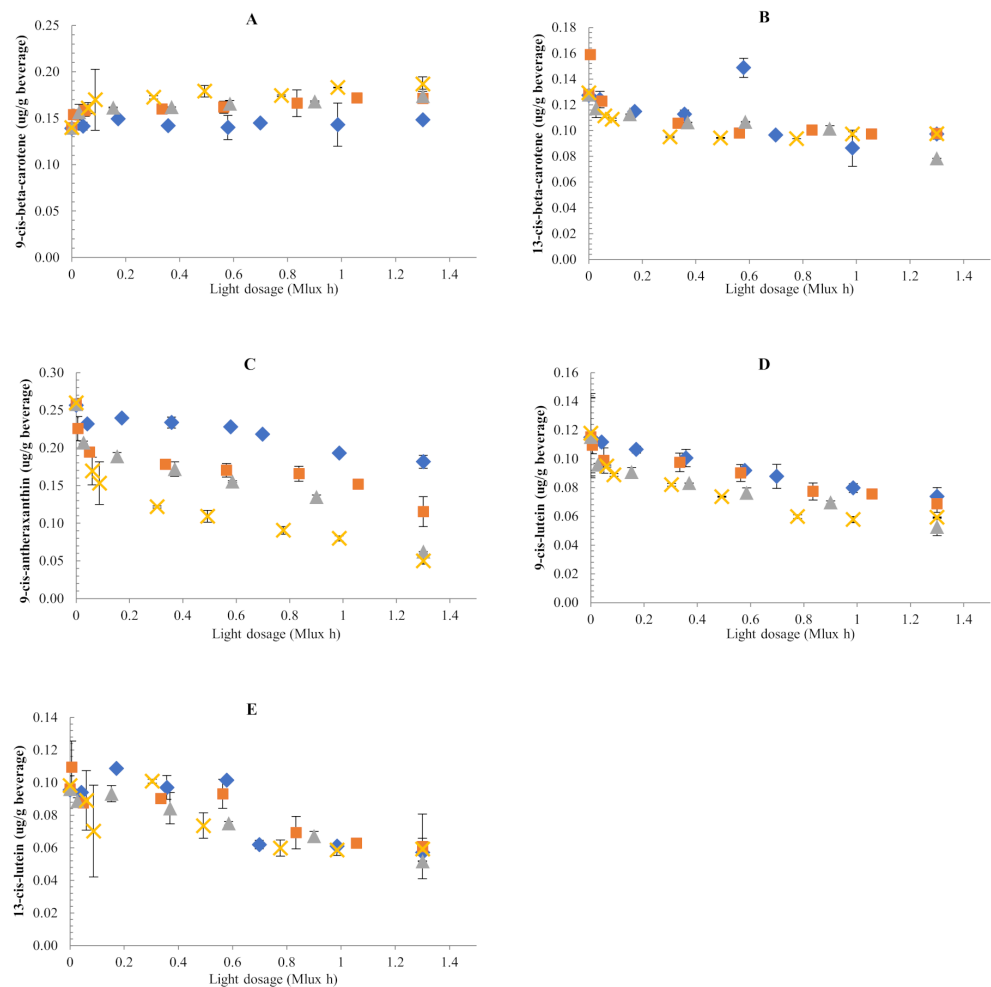 A
9-cis-beta-carotene (ug/g beverage)
0.25
0.20
0.15
0.10
0.05
0.00
0 0.2 0.4 0.6 0.8 1 1.2 1.4
Light dosage (Mlux h)
B
13-cis-beta-carotene (ug/g beverage)
0.18
0.16
0.14
0.12
0.10
0.08
0.06
0.04
0.02
0.00
0 0.2 0.4 0.6 0.8 1 1.2 1.4
Light dosage (Mlux h)
C
9-cis-antheraxanthin (ug/g beverage)
0.30
0.25
0.20
0.15
0.10
0.05
0.00
0 0.2 0.4 0.6 0.8 1 1.2 1.4
Light dosage (Mlux h)
D
9-cis-lutein (ug/g beverage)
0.16
0.14
0.12
0.10
0.08
0.06
0.04
0.02
0.00
0 0.2 0.4 0.6 0.8 1 1.2 1.4
Light dosage (Mlux h)
E
13-cis-lutein (ug/g beverage)
0.14
0.12
0.10
0.08
0.06
0.04
0.02
0.00
0 0.2 0.4 0.6 0.8 1 1.2 1.4
Light dosage (Mlux h)